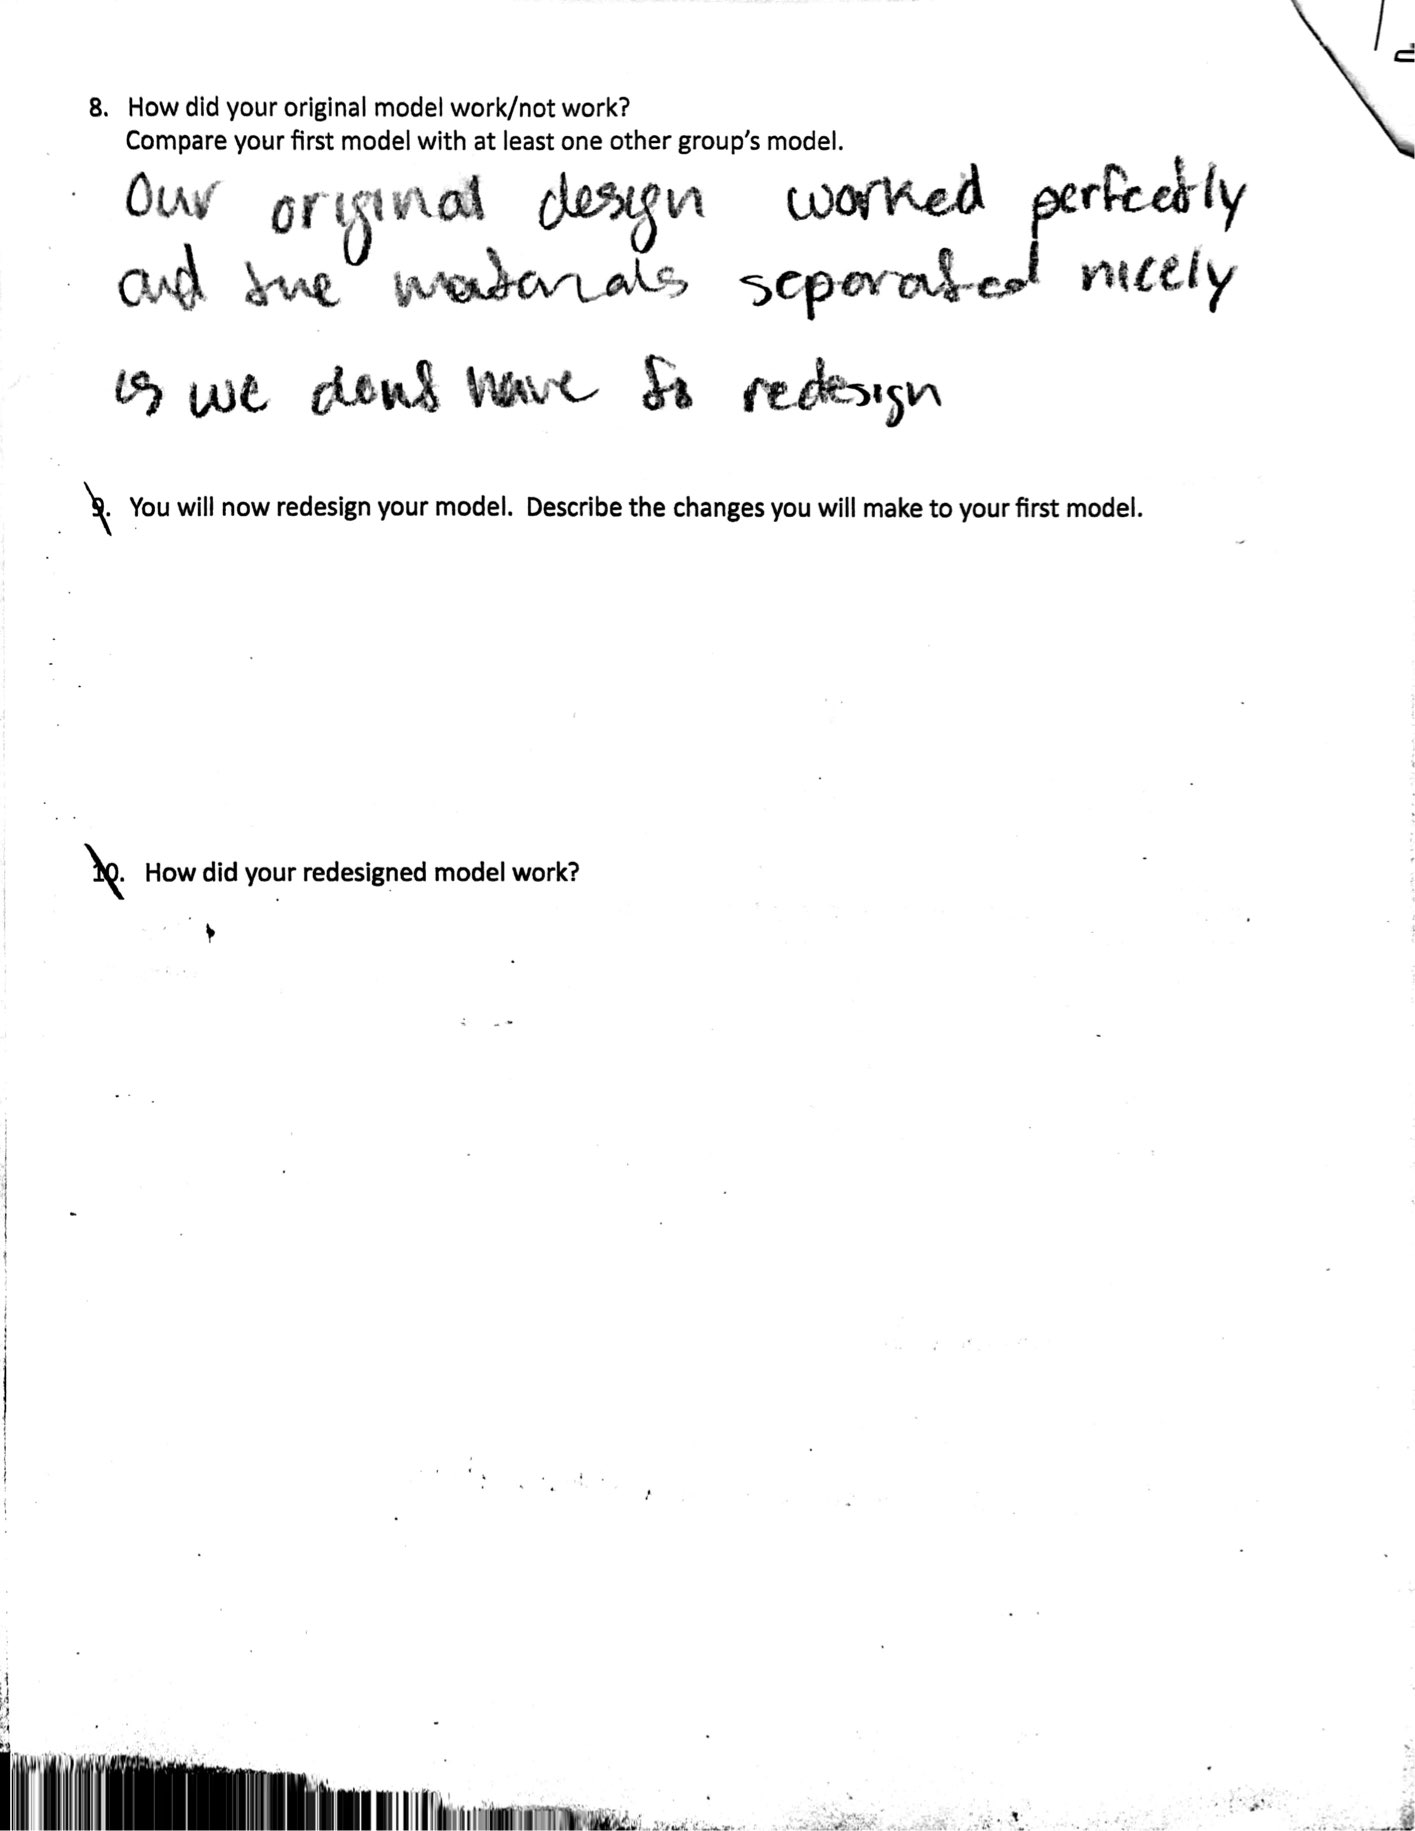 8. How did your original model work/not work?
Compare your first model with at least one other group's model.
Our original design worked perfectly
and the materials separated nicely
we dont have to redesign
9. You will now redesign your model. Describe the changes you will make to your first model.
10. How did your redesigned model work?